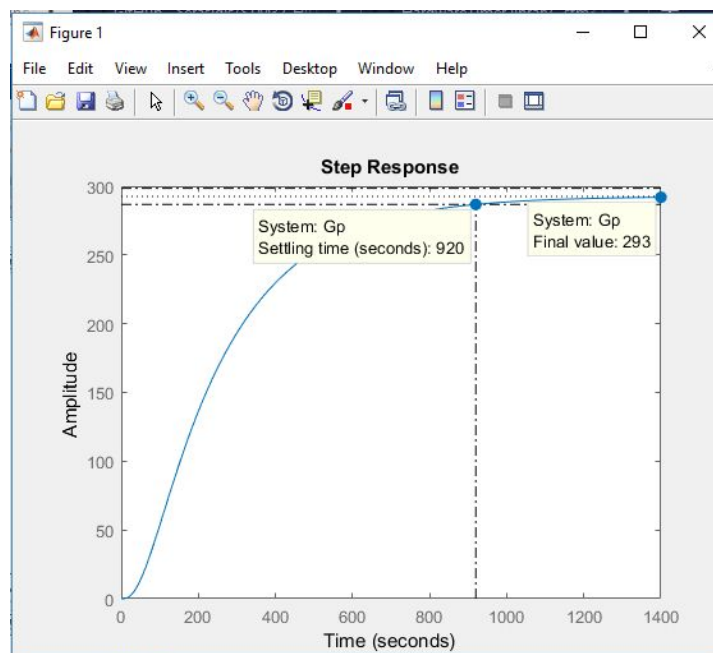 Figure 1
File Edit View Insert Tools Desktop Window Help
Step Response
300
250
200
150
100
50
0
Amplitude
System: Gp
Settling time (seconds): 920
System: Gp
Final value: 293
0 200 400 600 800 1000 1200 1400
Time (seconds)